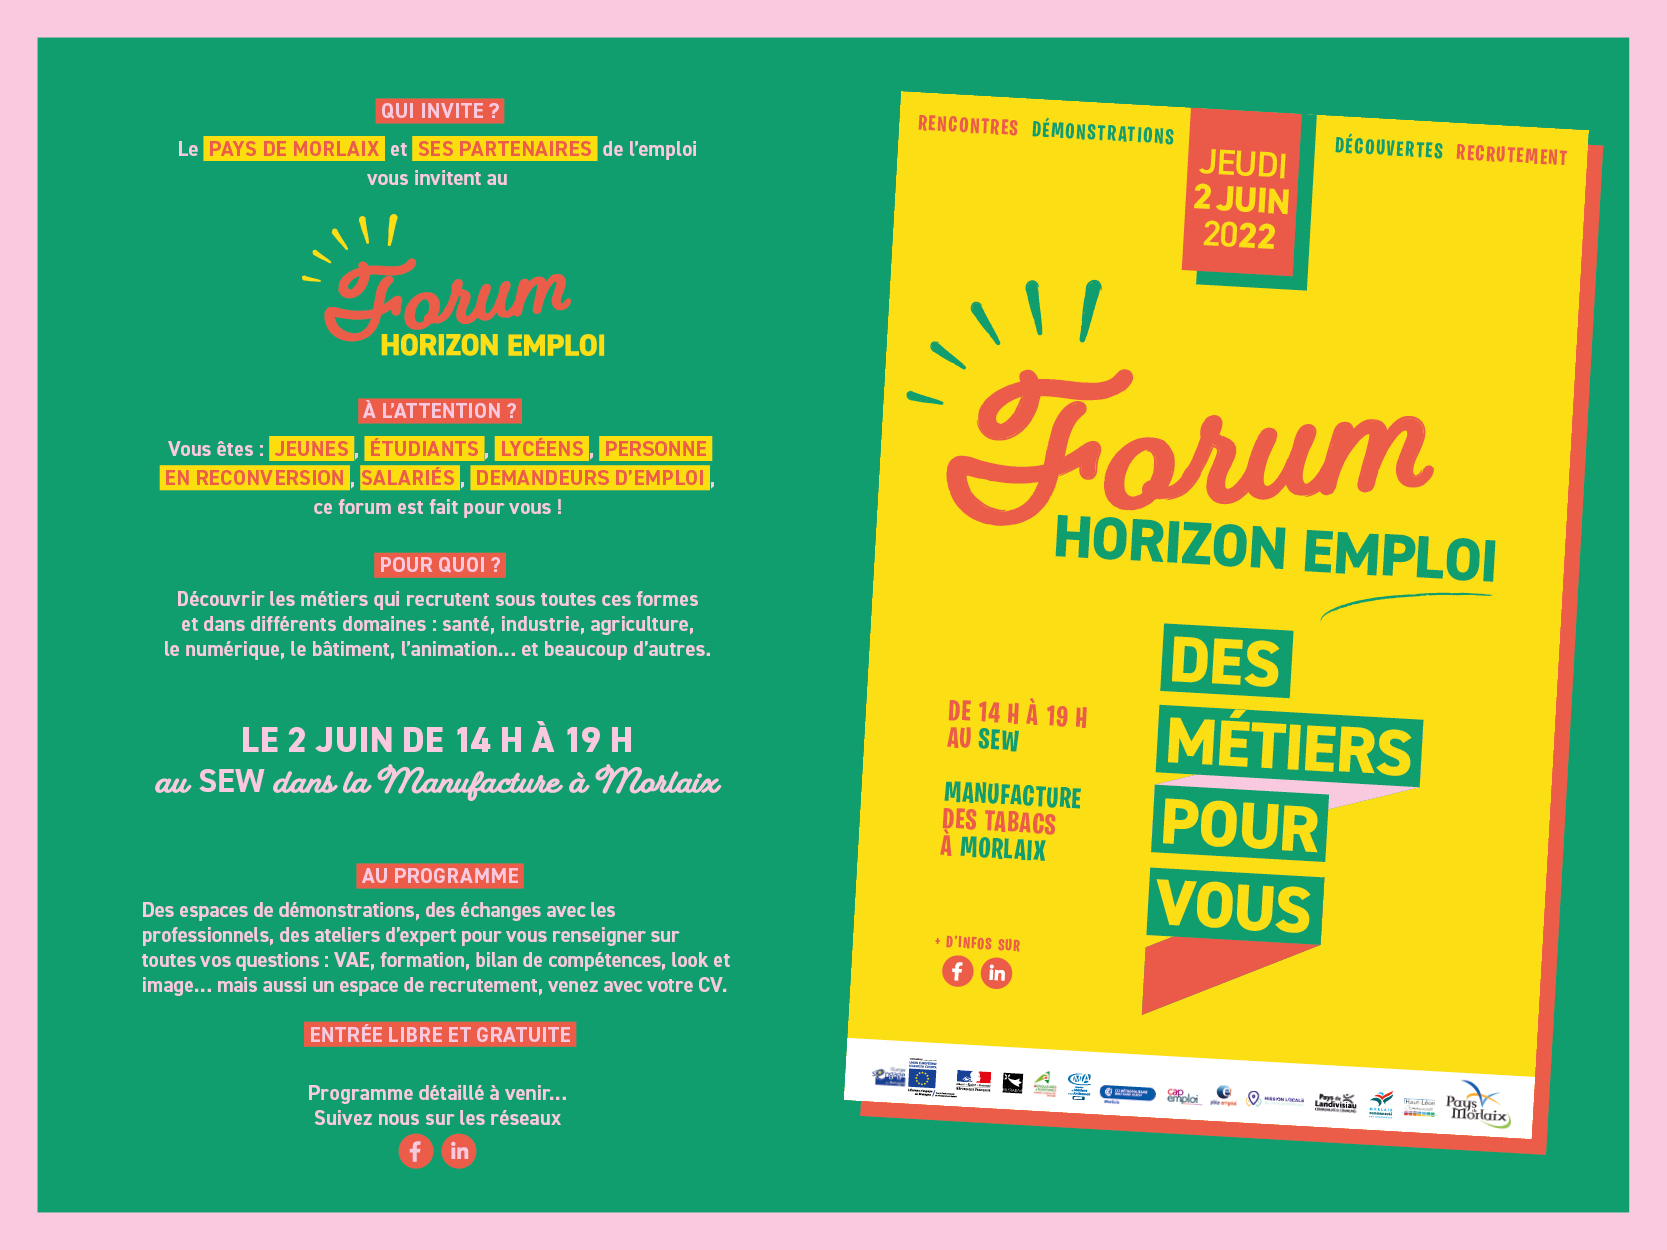 QUI INVITE ?
Le PAYS DE MORLAIX et SES PARTENAIRES de l'emploi
vous invitent au
Forum
HORIZON EMPLOI
À L'ATTENTION ?
Vous êtes : JEUNES, ÉTUDIANTS, LYCÉENS, PERSONNE
EN RECONVERSION, SALARIÉS, DEMANDEURS D'EMPLOI,
ce forum est fait pour vous !
POUR QUOI ?
Découvrir les métiers qui recrutent sous toutes ces formes
et dans différents domaines : santé, industrie, agriculture,
le numérique, le bâtiment, l'animation... et beaucoup d'autres.
LE 2 JUIN DE 14 H À 19 H
au SEW dans la Manufacture à Morlaix
AU PROGRAMME
Des espaces de démonstrations, des échanges avec les
professionnels, des ateliers d'expert pour vous renseigner sur
toutes vos questions : VAE, formation, bilan de compétences, look et
image... mais aussi un espace de recrutement, venez avec votre CV.
ENTRÉE LIBRE ET GRATUITE
Programme détaillé à venir...
Suivez nous sur les réseaux
f in
RENCONTRES DÉMONSTRATIONS
JEUDI
2 JUIN
2022
DÉCOUVERTES RECRUTEMENT
Forum
HORIZON EMPLOI
DES
MÉTIERS
POUR
VOUS
DE 14 H À 19 H
AU SEW
MANUFACTURE
DES TABACS
À MORLAIX
+ D'INFOS SUR
f in
cap
emploi
pôle emploi
MISSION LOCALE
Pays de
Landivisiau
Haut-Léon
Pays
Morlaix